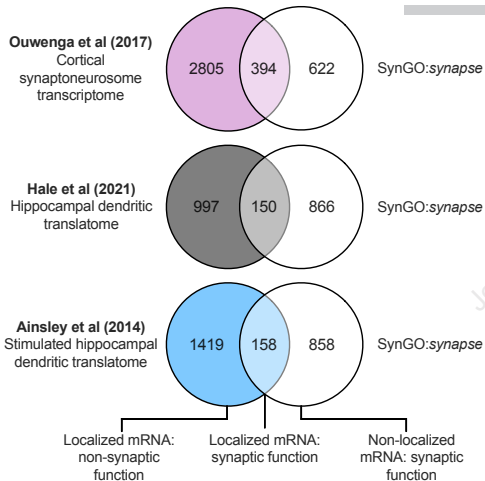 Ouwenga et al (2017)
Cortical
synaptoneurosome
transcriptome
2805
394
622
SynGO:synapse
Hale et al (2021)
Hippocampal dendritic
translatome
997
150
866
SynGO:synapse
Ainsley et al (2014)
Stimulated hippocampal
dendritic translatome
1419
158
858
SynGO:synapse
Localized mRNA:
non-synaptic
function
Localized mRNA:
synaptic function
Non-localized
mRNA: synaptic
function